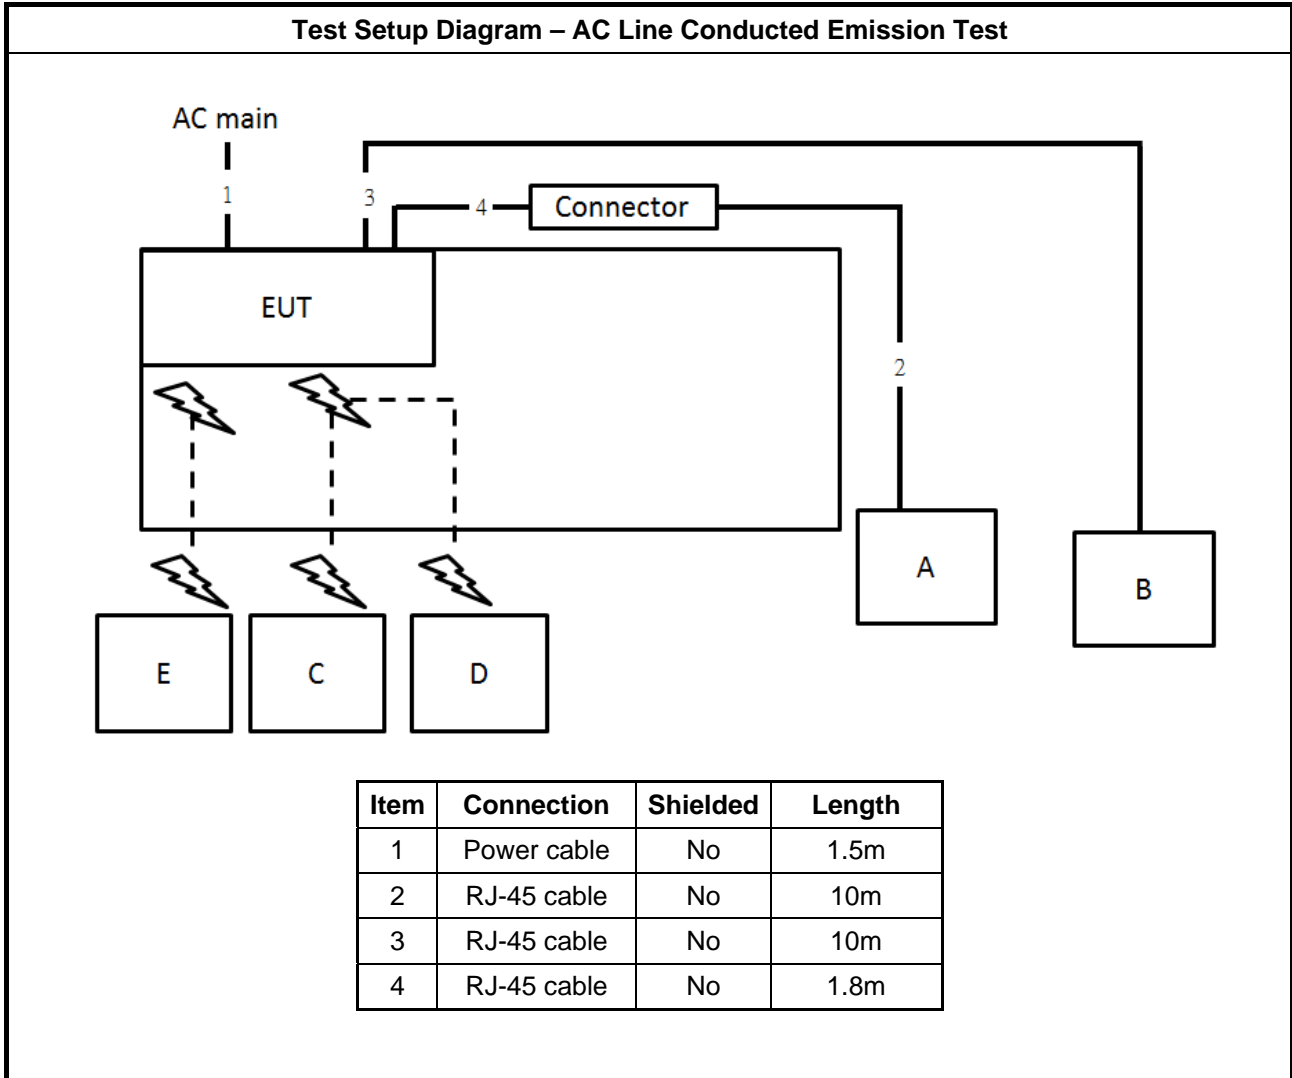 Test Setup Diagram – AC Line Conducted Emission Test
AC main
1
3
4
Connector
EUT
2
A
B
E
C
D
Item Connection Shielded Length
1 Power cable No 1.5m
2 RJ-45 cable No 10m
3 RJ-45 cable No 10m
4 RJ-45 cable No 1.8m